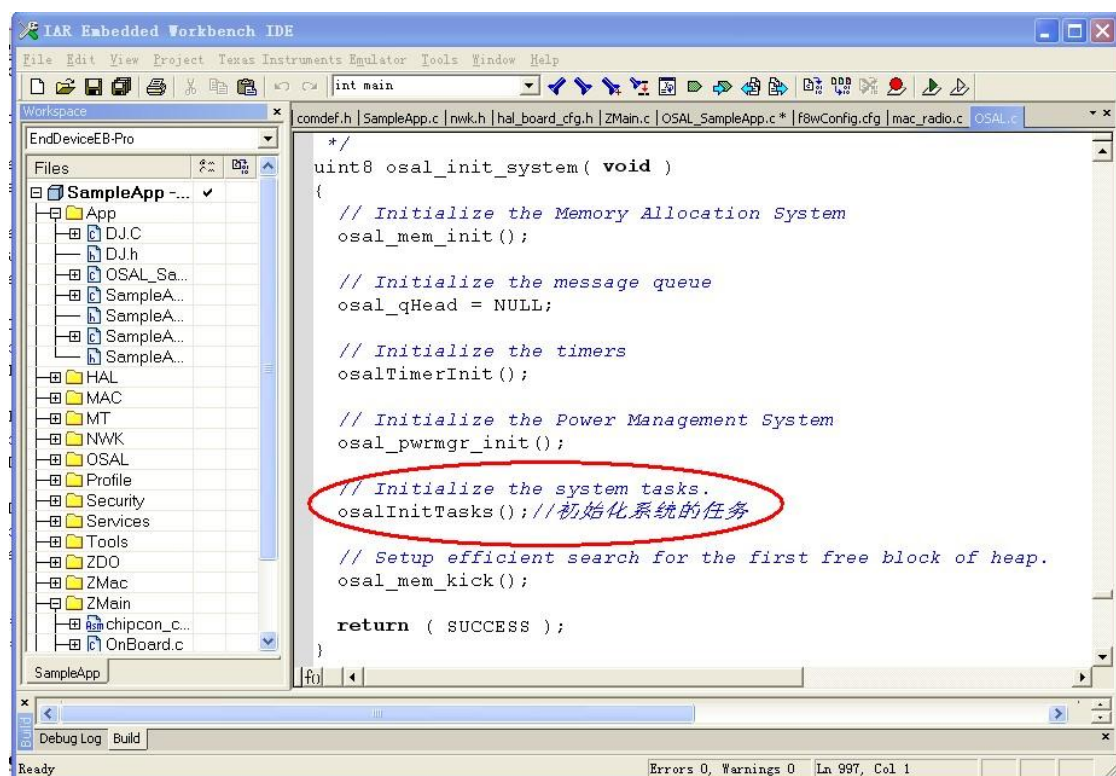 IAR Embedded Workbench IDE
File Edit View Project Texas Instruments Emulator Tools Window Help
int main
Workspace
EndDeviceEB-Pro
Files
SampleApp -...
App
DJ.C
DJ.h
OSAL_Sa...
SampleA...
SampleA...
SampleA...
SampleA...
HAL
MAC
MT
NWK
OSAL
Profile
Security
Services
Tools
ZDO
ZMac
ZMain
chipcon_c...
OnBoard.c
SampleApp
comdef.h | SampleApp.c | nwk.h | hal_board_cfg.h | ZMain.c | OSAL_SampleApp.c * | f8wConfig.cfg | mac_radio.c OSAL.c
*/
uint8 osal_init_system( void )
{
// Initialize the Memory Allocation System
osal_mem_init();
// Initialize the message queue
osal_qHead = NULL;
// Initialize the timers
osalTimerInit();
// Initialize the Power Management System
osal_pwrmgr_init();
// Initialize the system tasks.
osalInitTasks();//初始化系统的任务
// Setup efficient search for the first free block of heap.
osal_mem_kick();
return ( SUCCESS );
}
f()
Build
Debug Log Build
Ready
Errors 0, Warnings 0 Ln 997, Col 1